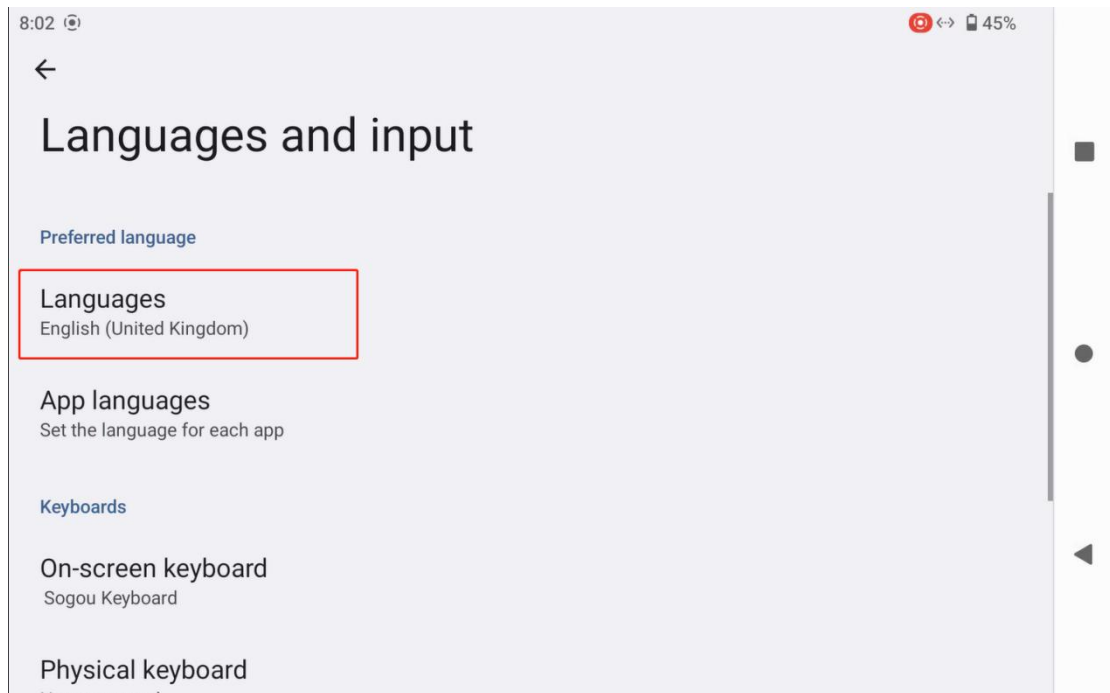 8:02
45%
Languages and input
Preferred language
Languages
English (United Kingdom)
App languages
Set the language for each app
Keyboards
On-screen keyboard
Sogou Keyboard
Physical keyboard